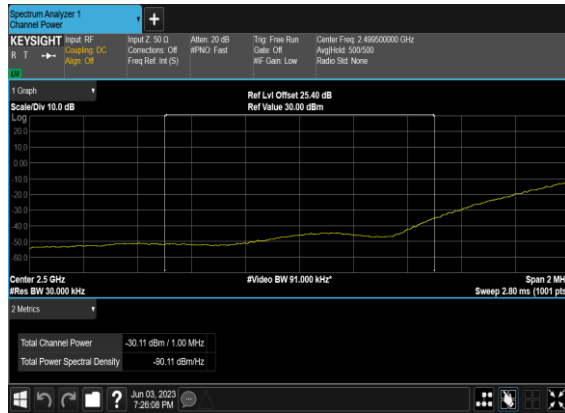 Spectrum Analyzer 1
Channel Power
+
KEYSIGHT
R T
LW
Input: RF
Coupling: DC
Align: Off
Input Z: 50 Ω
Corrections: Off
Freq Ref: Int (S)
Atten: 20 dB
#PNO: Fast
Trig: Free Run
Gate: Off
#IF Gain: Low
Center Freq: 2.499500000 GHz
Avg|Hold: 500/500
Radio Std: None
1 Graph
Scale/Div 10.0 dB
Ref Lvl Offset 25.40 dB
Ref Value 30.00 dBm
Log
20.0
10.0
0.00
-10.0
-20.0
-30.0
-40.0
-50.0
-60.0
Center 2.5 GHz
#Res BW 30.000 kHz
#Video BW 91.000 kHz*
Span 2 MH
Sweep 2.80 ms (1001 pts
2 Metrics
Total Channel Power -30.11 dBm / 1.00 MHz
Total Power Spectral Density -90.11 dBm/Hz
?
Jun 03, 2023
7:26:08 PM